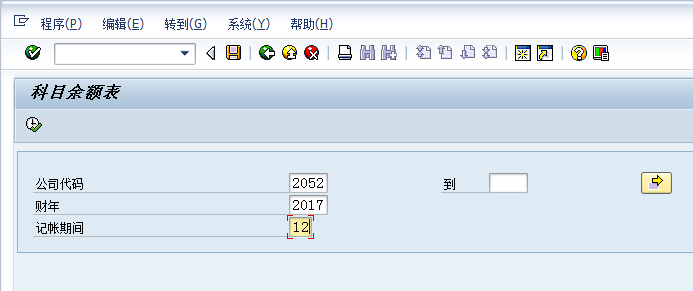 程序(P) 编辑(E) 转到(G) 系统(Y) 帮助(H)
科目余额表
公司代码 2052 到
财年 2017
记帐期间 12